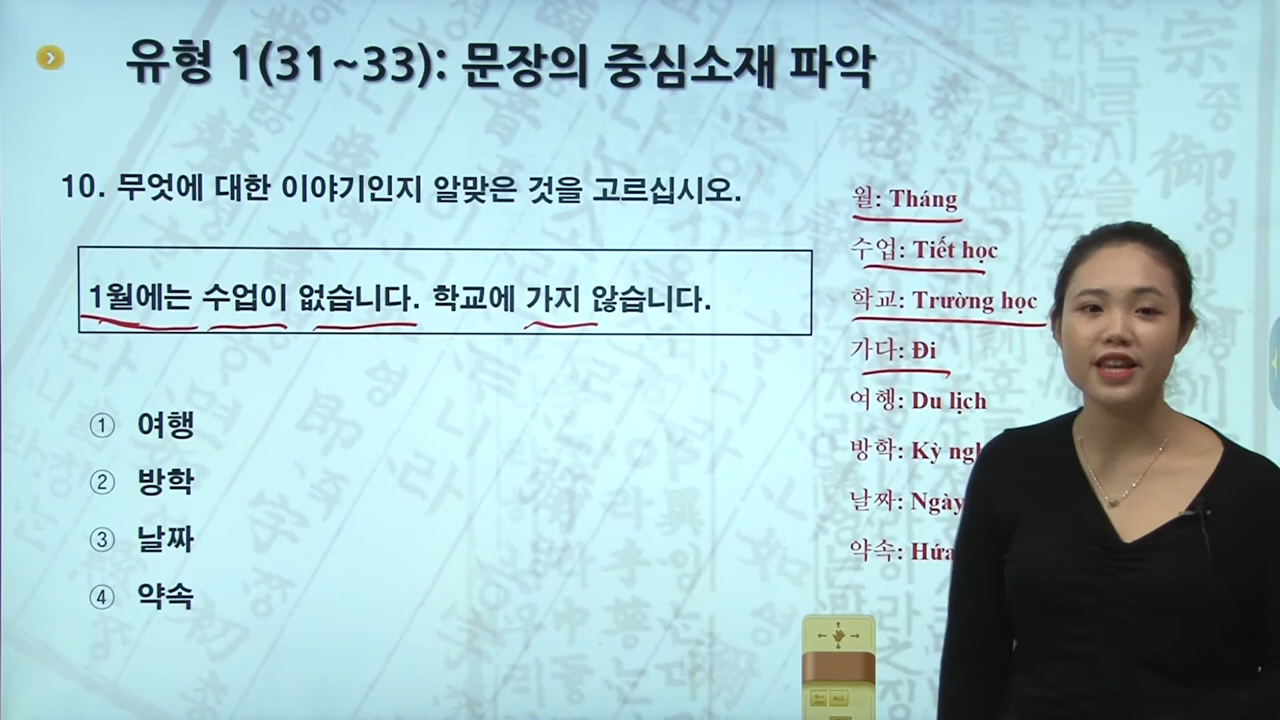 유형 1(31~33): 문장의 중심소재 파악
10. 무엇에 대한 이야기인지 알맞은 것을 고르십시오.
1월에는 수업이 없습니다. 학교에 가지 않습니다.
① 여행
② 방학
③ 날짜
④ 약속
월: Tháng
수업: Tiết học
학교: Trường học
가다: Đi
여행: Du lịch
방학: Kỳ
날짜: Ngày
약속: Hứa